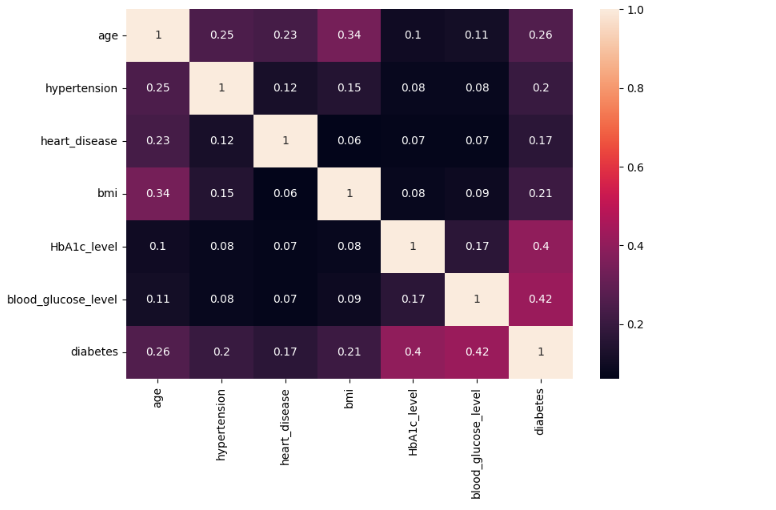 age 1 0.25 0.23 0.34 0.1 0.11 0.26
hypertension 0.25 1 0.12 0.15 0.08 0.08 0.2
heart_disease 0.23 0.12 1 0.06 0.07 0.07 0.17
bmi 0.34 0.15 0.06 1 0.08 0.09 0.21
HbA1c_level 0.1 0.08 0.07 0.08 1 0.17 0.4
blood_glucose_level 0.11 0.08 0.07 0.09 0.17 1 0.42
diabetes 0.26 0.2 0.17 0.21 0.4 0.42 1
age
hypertension
heart_disease
bmi
HbA1c_level
blood_glucose_level
diabetes
1.0
0.8
0.6
0.4
0.2